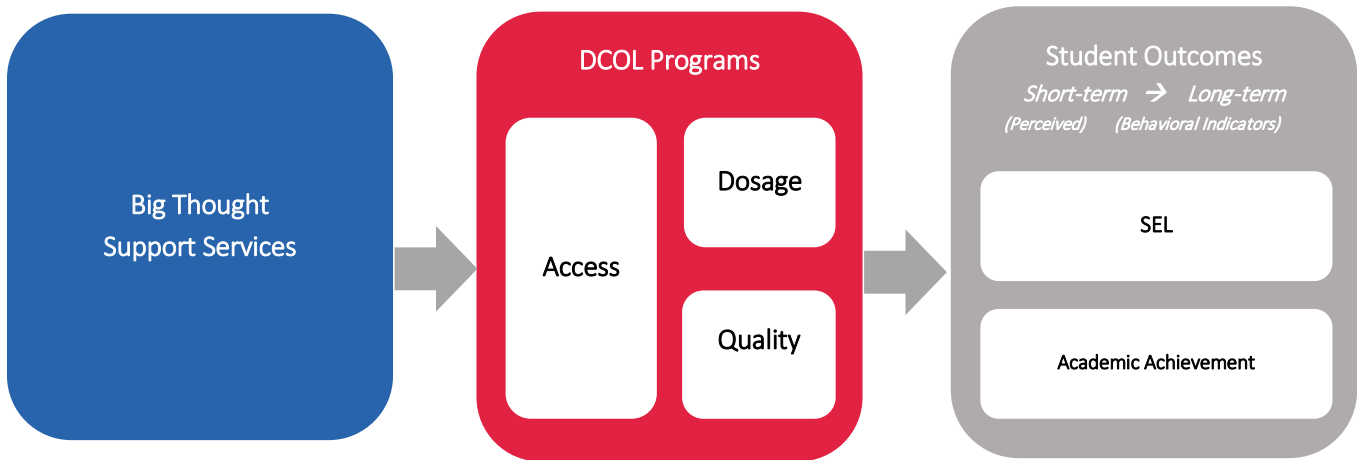 Big Thought
Support Services
DCOL Programs
Access
Dosage
Quality
Student Outcomes
Short-term → Long-term
(Perceived) (Behavioral Indicators)
SEL
Academic Achievement